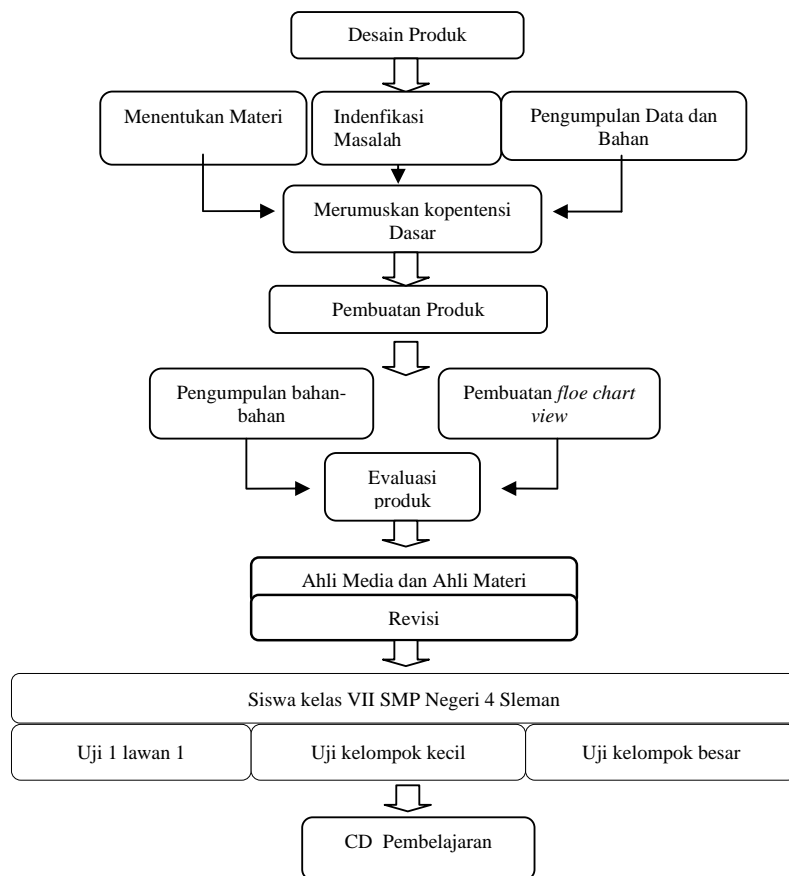 Desain Produk
Menentukan Materi
Indenfikasi
Masalah
Pengumpulan Data dan
Bahan
Merumuskan kopentensi
Dasar
Pembuatan Produk
Pengumpulan bahan-
bahan
Pembuatan floe chart
view
Evaluasi
produk
Ahli Media dan Ahli Materi
Revisi
Siswa kelas VII SMP Negeri 4 Sleman
Uji 1 lawan 1
Uji kelompok kecil
Uji kelompok besar
CD  Pembelajaran